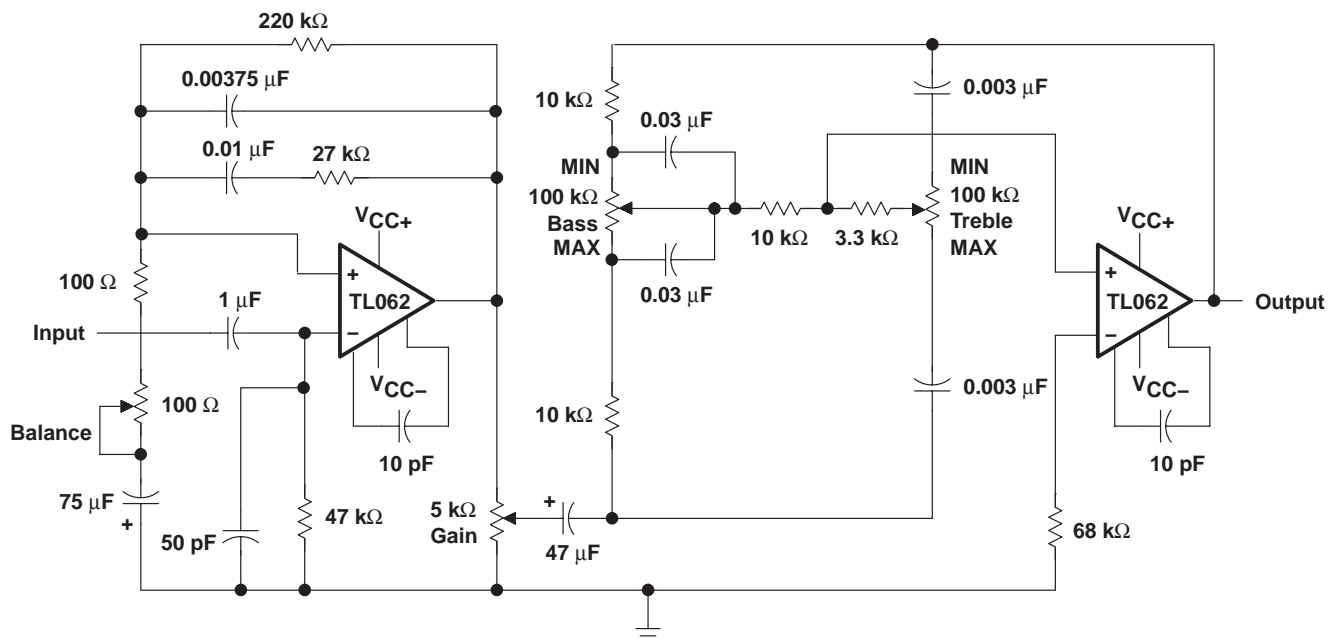 220 kΩ
0.00375 μF
0.01 μF
27 kΩ
100 Ω
1 μF
Input
VCC+
+
TL062
−
VCC−
100 Ω
Balance
10 pF
75 μF
+
50 pF
47 kΩ
5 kΩ
Gain
+
47 μF
10 kΩ
0.03 μF
MIN
100 kΩ
Bass
MAX
0.03 μF
10 kΩ
10 kΩ
3.3 kΩ
0.003 μF
MIN
100 kΩ
Treble
MAX
0.003 μF
VCC+
+
TL062
−
VCC−
Output
10 pF
68 kΩ